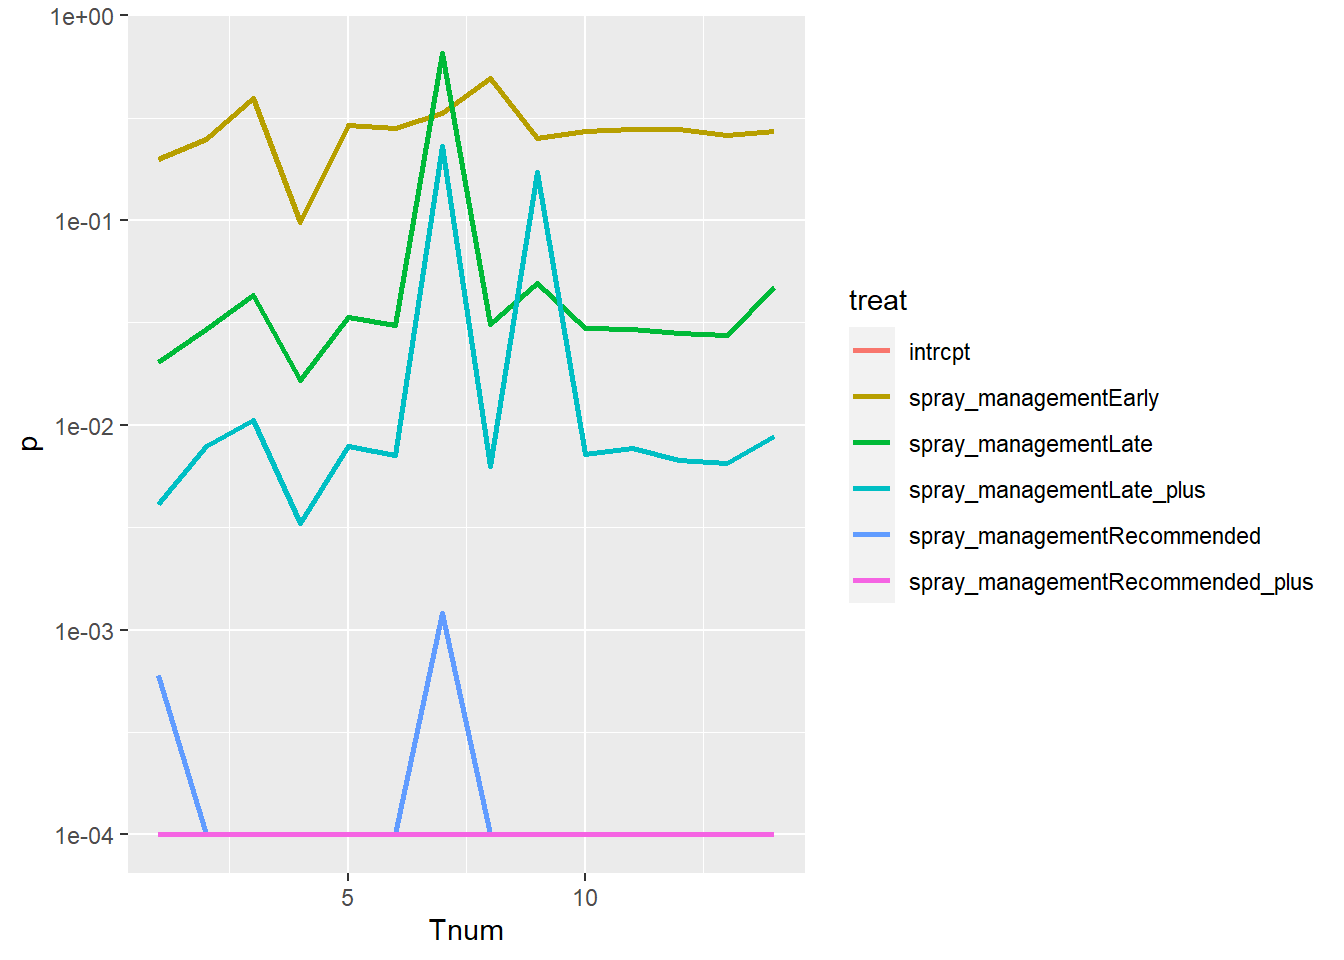 1e+00
1e-01
1e-02
1e-03
1e-04
p
5
10
Tnum
treat
intrcpt
spray_managementEarly
spray_managementLate
spray_managementLate_plus
spray_managementRecommended
spray_managementRecommended_plus